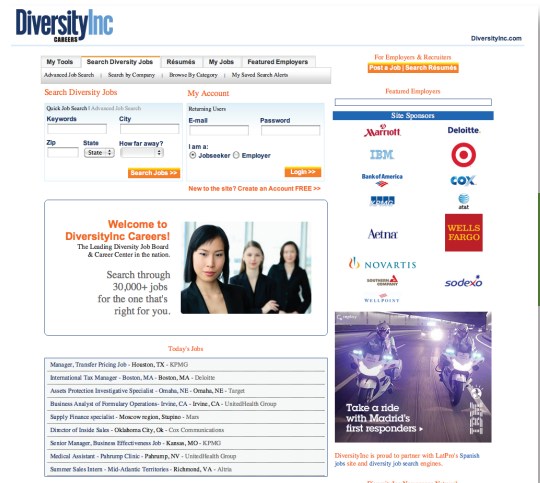 DiversityInc
CAREERS
DiversityInc.com
My Tools Search Diversity Jobs Résumés My Jobs Featured Employers
Advanced Job Search | Search by Company | Browse By Category | My Saved Search Alerts
For Employers & Recruiters
Post a Job | Search Résumés
Search Diversity Jobs
Quick Job Search | Advanced Job Search
Keywords City
Zip State How far away?
State
Search Jobs >>
My Account
Returning Users
E-mail Password
I am a:
Jobseeker Employer
Login >>
New to the site? Create an Account FREE >>
Featured Employers
Site Sponsors
Marriott Deloitte.
IBM
Bank of America COX
KPMG at&t
Aetna WELLS FARGO
NOVARTIS
SOUTHERN COMPANY sodexo
WELLPOINT
Welcome to
DiversityInc Careers!
The Leading Diversity Job Board
& Career Center in the nation.
Search through
30,000+ jobs
for the one that's
right for you.
Today's Jobs
Manager, Transfer Pricing Job - Houston, TX - KPMG
International Tax Manager - Boston, MA - Boston, MA - Deloitte
Assets Protection Investigative Specialist - Omaha, NE - Omaha, NE - Target
Business Analyst of Formulary Operations- Irvine, CA - Irvine, CA - UnitedHealth Group
Supply Finance specialist - Moscow region, Stupino - Mars
Director of Inside Sales - Oklahoma City, Ok - Cox Communications
Senior Manager, Business Effectiveness Job - Kansas, MO - KPMG
Medical Assistant - Pahrump Clinic - Pahrump, NV - UnitedHealth Group
Summer Sales Intern - Mid-Atlantic Territories - Richmond, VA - Altria
Take a ride
with Madrid's
first responders
IBM
DiversityInc is proud to partner with LatPro's Spanish
jobs site and diversity job search engines.